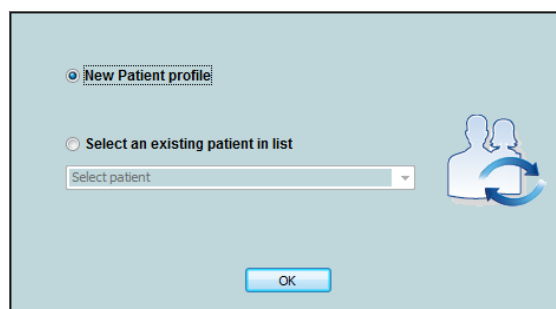 New Patient profile
Select an existing patient in list
Select patient
OK